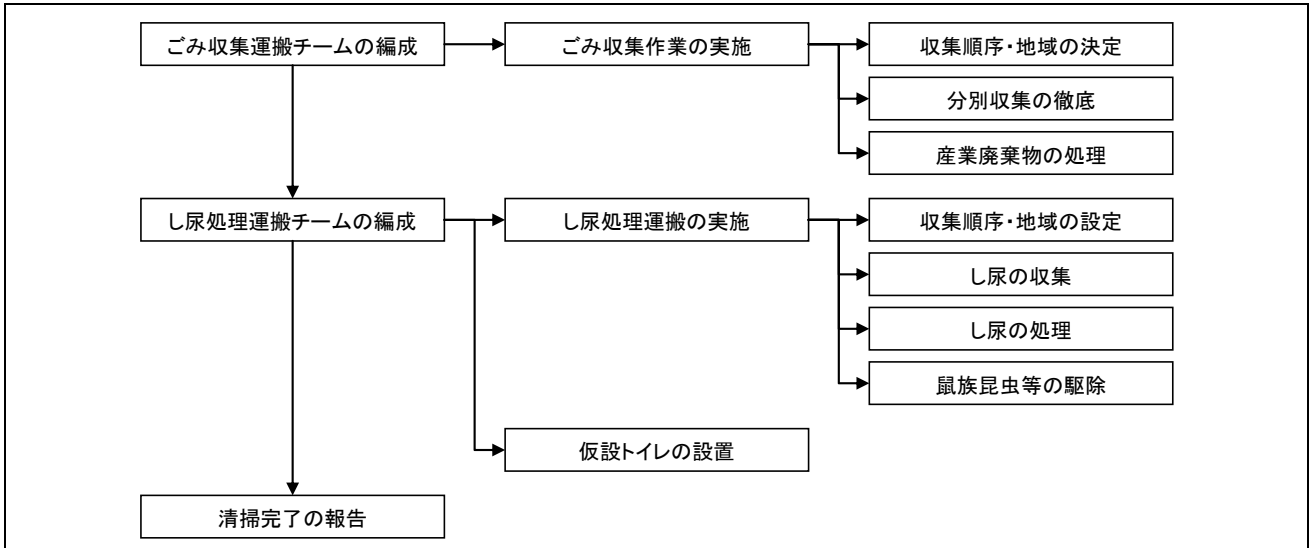 ごみ収集運搬チームの編成
ごみ収集作業の実施
収集順序・地域の決定
分別収集の徹底
産業廃棄物の処理
し尿処理運搬チームの編成
し尿処理運搬の実施
収集順序・地域の設定
し尿の収集
し尿の処理
鼠族昆虫等の駆除
仮設トイレの設置
清掃完了の報告